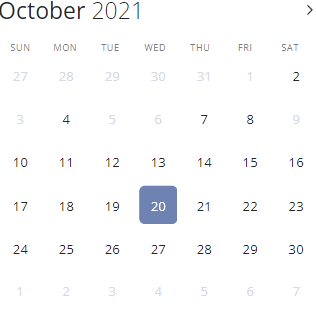 October 2021
SUN MON TUE WED THU FRI SAT
27 28 29 30 31 1 2
3 4 5 6 7 8 9
10 11 12 13 14 15 16
17 18 19 20 21 22 23
24 25 26 27 28 29 30
1 2 3 4 5 6 7